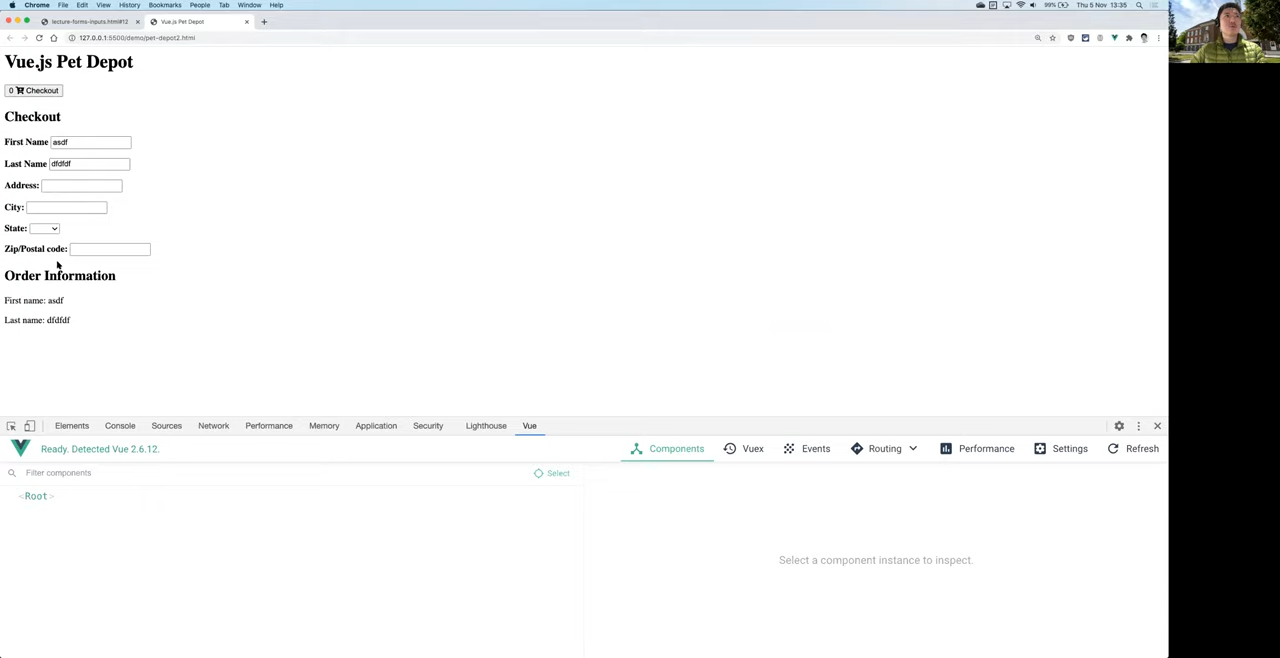 Chrome File Edit View History Bookmarks People Tab Window Help
99% Thu 5 Nov 13:35
lecture-forms-inputs.html#12
Vue.js Pet Depot
127.0.0.1:5500/demo/pet-depot2.html
Vue.js Pet Depot
0 Checkout
Checkout
First Name asdf
Last Name dfdfdf
Address:
City:
State:
Zip/Postal code:
Order Information
First name: asdf
Last name: dfdfdf
Elements Console Sources Network Performance Memory Application Security Lighthouse Vue
Ready. Detected Vue 2.6.12.
Components Vuex Events Routing Performance Settings Refresh
Filter components
Select
<Root>
Select a component instance to inspect.